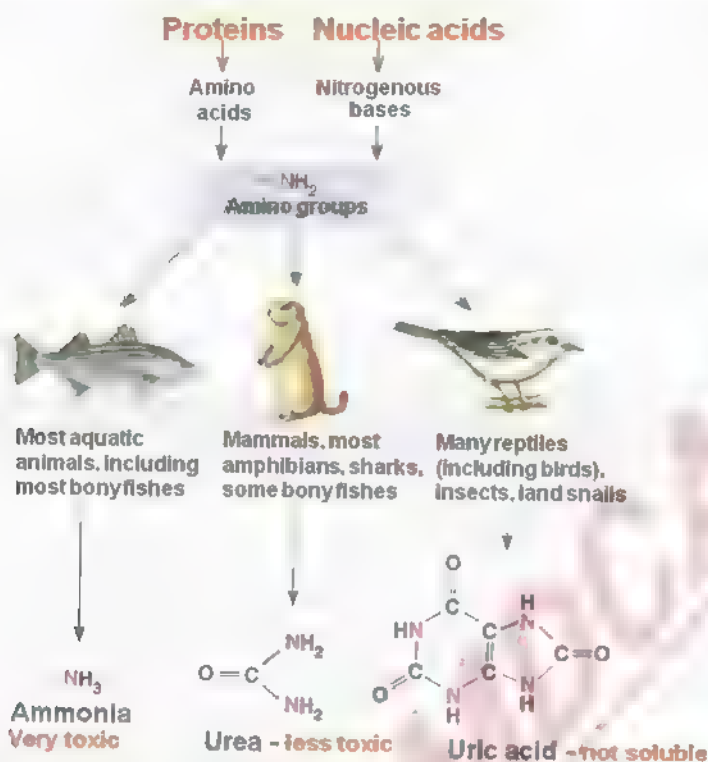 Proteins Nucleic acids
Amino acids
Nitrogenous bases
NH₂
Amino groups
Most aquatic
animals, including
most bony fishes
Mammals, most
amphibians, sharks,
some bony fishes
Many reptiles
(including birds),
insects, land snails
NH₃
Ammonia
Very toxic
O=C
NH₂
NH₂
Urea - less toxic
O
H
HN
C
N
C
C
C=O
O
C
C
N
N
H
H
Uric acid - not soluble